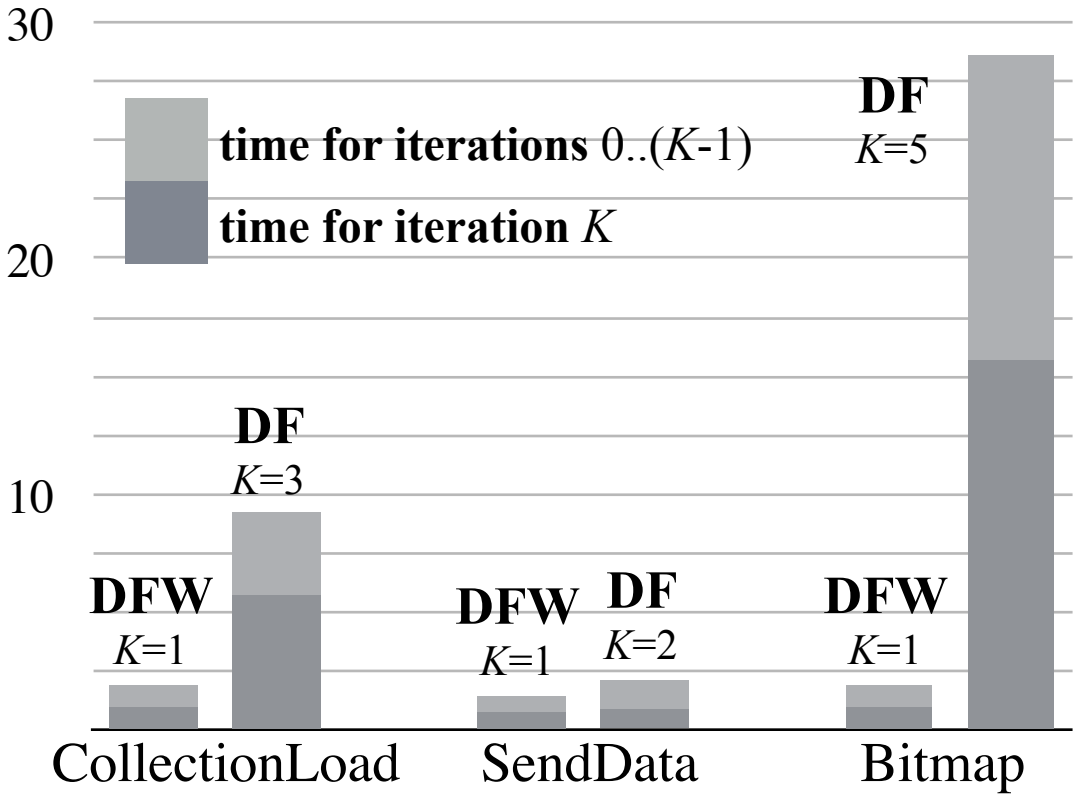 30
DF
K=5
time for iterations 0..(K-1)
time for iteration K
20
DF
K=3
10
DFW
K=1
DFW
K=1
DF
K=2
DFW
K=1
CollectionLoad
SendData
Bitmap